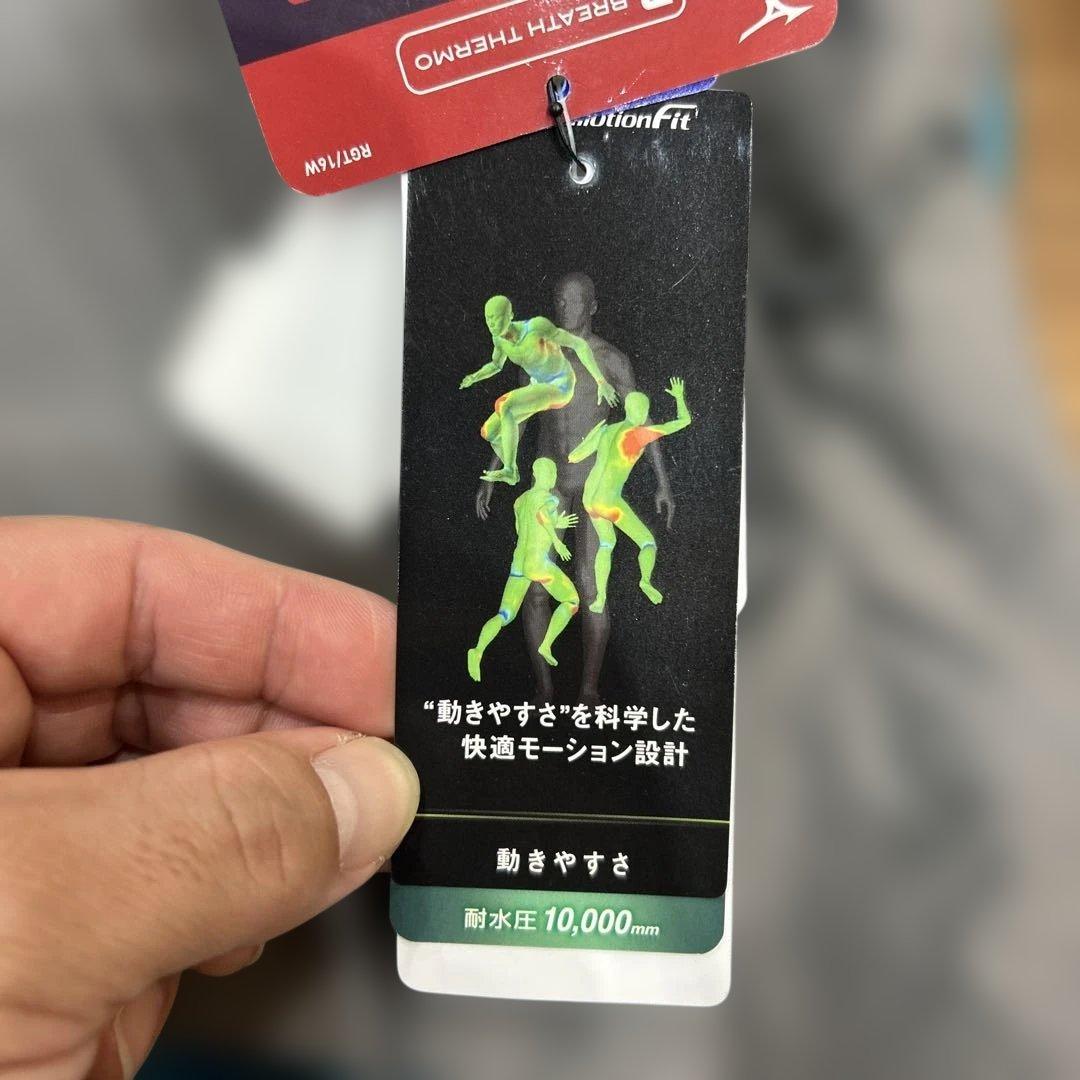 BREATH THERMO
RGT/16W
motionFit
“動きやすさ”を科学した
快適モーション設計
動きやすさ
耐水圧 10,000mm